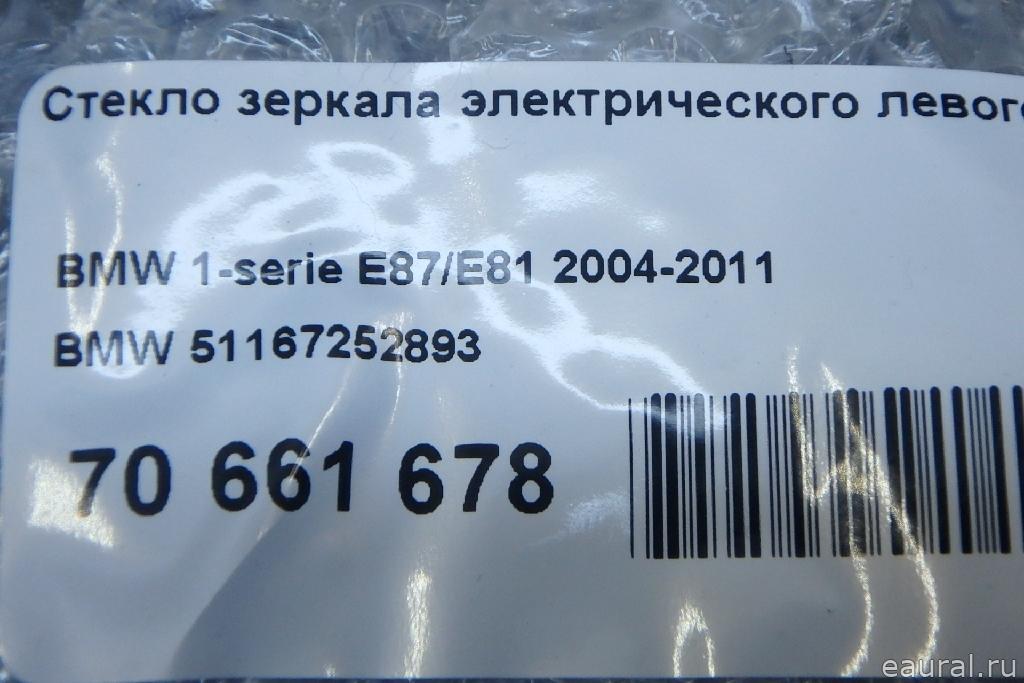 Стекло зеркала электрического левого
BMW 1-serie E87/E81 2004-2011
BMW 51167252893
70 661 678
eaural.ru